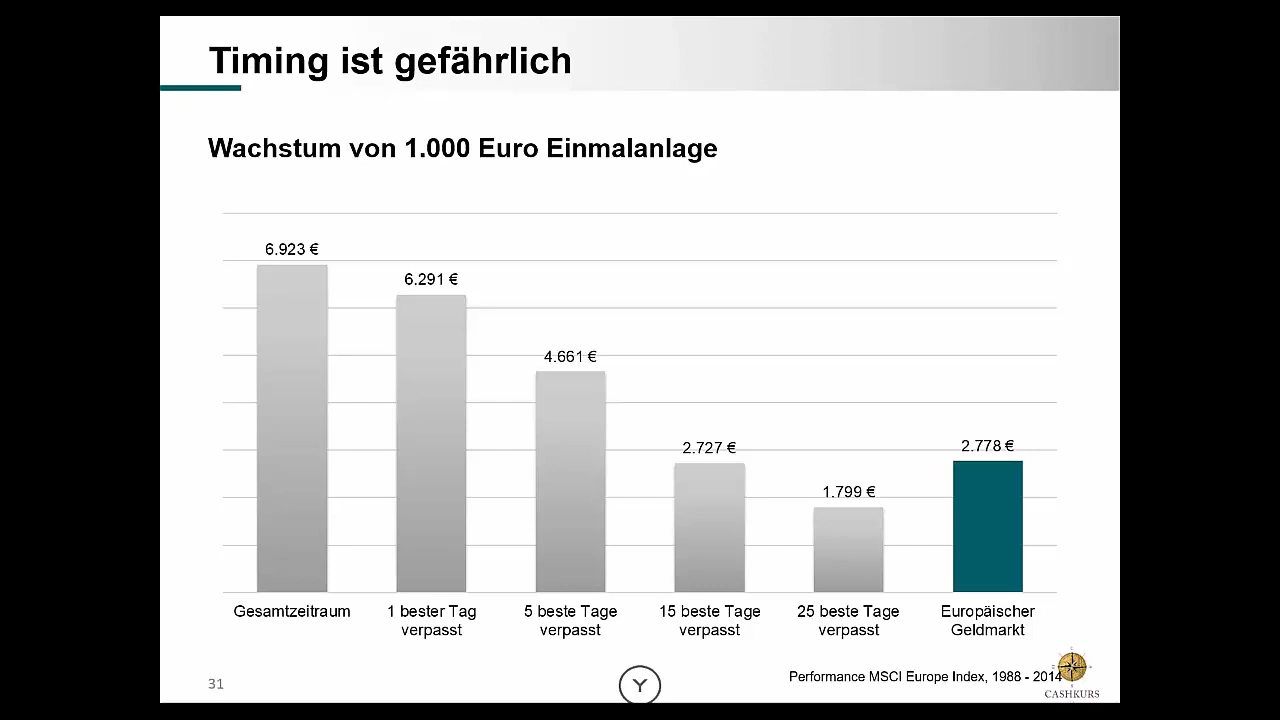 Timing ist gefährlich
Wachstum von 1.000 Euro Einmalanlage
6.923 €
6.291 €
4.661 €
2.727 €
1.799 €
2.778 €
Gesamtzeitraum
1 bester Tag
verpasst
5 beste Tage
verpasst
15 beste Tage
verpasst
25 beste Tage
verpasst
Europäischer
Geldmarkt
Performance MSCI Europe Index, 1988 - 2014
31
Y
CASHKURS